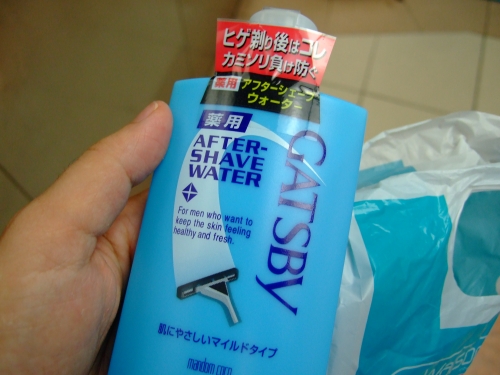 GATSBY
ヒゲ剃り後はコレ
カミソリ負け防ぐ
薬用 アフターシェーブ
ウォーター
薬用
AFTER-
SHAVE
WATER
For men who want to
keep the skin feeling
healthy and fresh.
肌にやさしいマイルドタイプ
mandom corp.